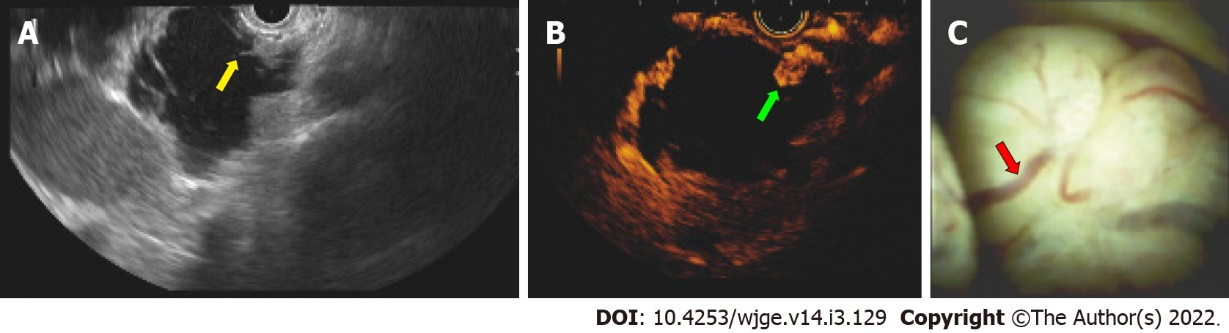 A
B
C
DOI: 10.4253/wjge.v14.i3.129 Copyright ©The Author(s) 2022.